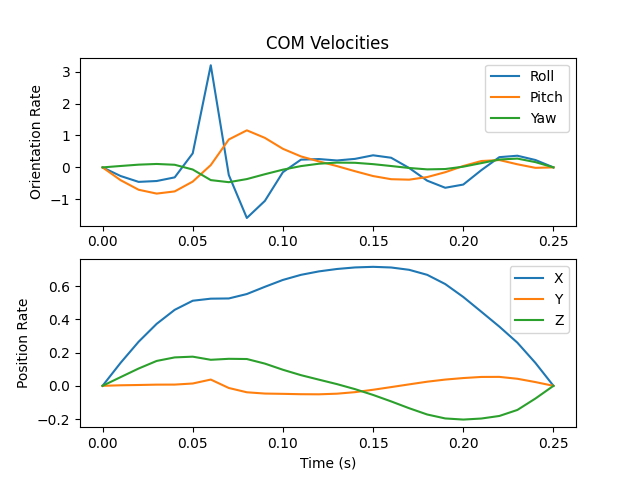 COM Velocities
Orientation Rate
3
2
1
0
−1
Roll
Pitch
Yaw
0.00 0.05 0.10 0.15 0.20 0.25
Position Rate
0.6
0.4
0.2
0.0
−0.2
X
Y
Z
0.00 0.05 0.10 0.15 0.20 0.25
Time (s)